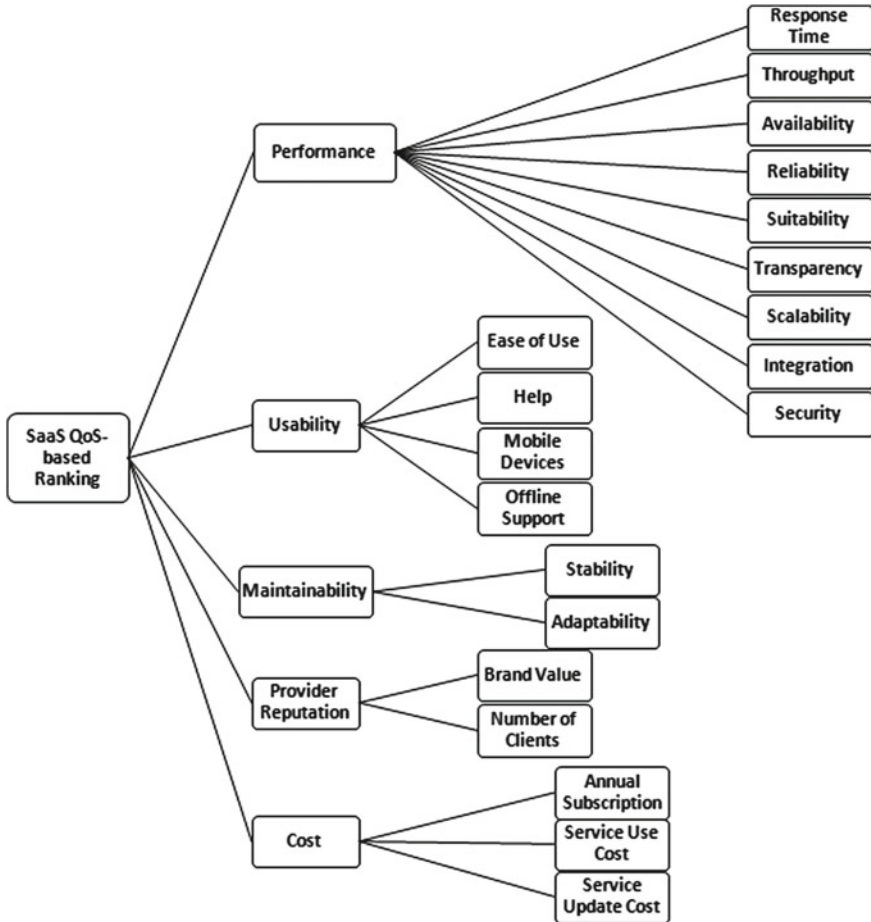 Response
Time
Throughput
Availability
Performance
Reliability
Suitability
Transparency
Scalability
Integration
Security
Ease of Use
Help
Usability
Mobile
Devices
Offline
Support
SaaS QoS-
based
Ranking
Stability
Maintainability
Adaptability
Brand Value
Provider
Reputation
Number of
Clients
Annual
Subscription
Cost
Service Use
Cost
Service
Update Cost